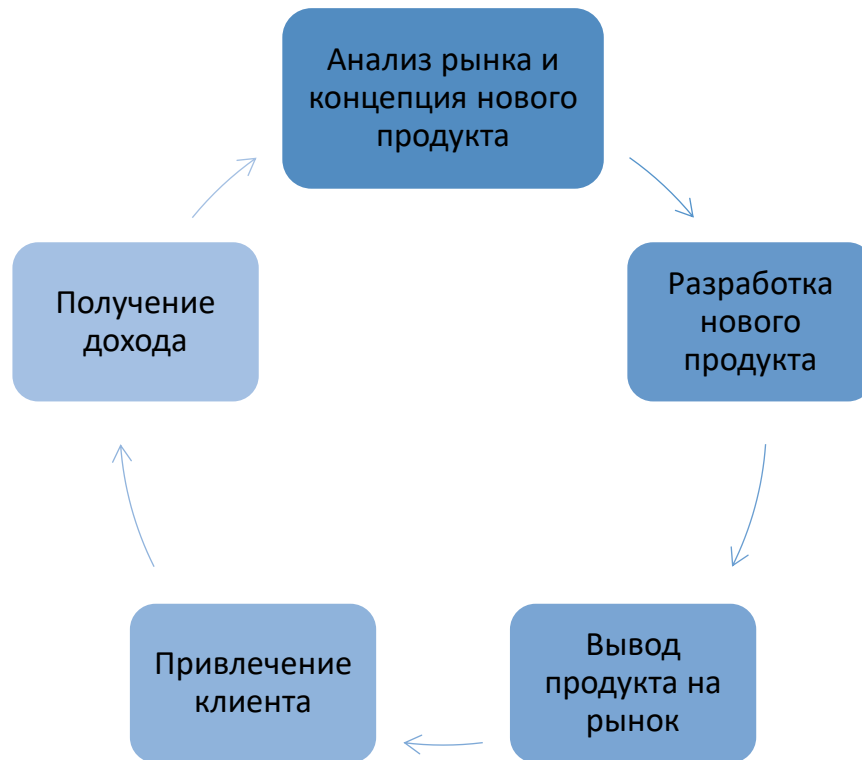 Анализ рынка и
концепция нового
продукта
Разработка
нового
продукта
Вывод
продукта на
рынок
Привлечение
клиента
Получение
дохода